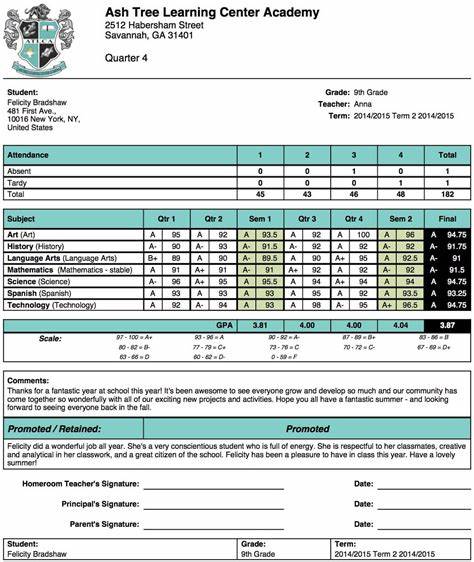 Ash Tree Learning Center Academy
2512 Habersham Street
Savannah, GA 31401
Quarter 4
Student:
Felicity Bradshaw
481 First Ave.,
10016 New York, NY,
United States
Grade: 9th Grade
Teacher: Anna
Term: 2014/2015 Term 2 2014/2015
Attendance 1 2 3 4 Total
Absent 0 0 1 0 1
Tardy 0 0 0 1 1
Total 45 43 46 48 182
Subject Qtr 1 Qtr 2 Sem 1 Qtr 3 Qtr 4 Sem 2 Final
Art (Art) A 95 A 92 A 93.5 A 92 A 100 A 96 A 94.75
History (History) A- 90 A- 93 A- 91.5 A- 92 A- 92 A- 92 A- 91.75
Language Arts (Language Arts) B+ 89 A- 90 A- 89.5 A- 90 A+ 95 A- 92.5 A- 91
Mathematics (Mathematics - stable) A- 91 A+ 91 A- 91 A+ 92 A- 92 A- 92 A- 91.5
Science (Science) A- 96 A- 95 A 95.5 A- 94 A- 94 A 94 A 94.75
Spanish (Spanish) A 93 A 93 A 93 A 95 A- 92 A 93.5 A 93.25
Technology (Technology) A 92 A- 94 A 93 A- 95 A+ 98 A+ 96.5 A 94.75
GPA 3.81 4.00 4.00 4.04 3.87
Scale: 97 - 100 = A+ 93 - 96 = A 90 - 92 = A- 87 - 89 = B+ 83 - 86 = B
80 - 82 = B- 77 - 79 = C+ 73 - 76 = C 70 - 72 = C- 67 - 69 = D+
63 - 66 = D 60 - 62 = D- 0 - 59 = F
Comments:
Thanks for a fantastic year at school this year! It's been awesome to see everyone grow and develop so much and our community has
come together so wonderfully with all of our exciting new projects and activities. Hope you all have a fantastic summer - and looking
forward to seeing everyone back in the fall.
Promoted / Retained: Promoted
Felicity did a wonderful job all year. She's a very conscientious student who is full of energy. She is respectful to her classmates, creative
and analytical in her classwork, and a great citizen of the school. Felicity has been a pleasure to have in class this year. Have a lovely
summer!
Homeroom Teacher's Signature: Date:
Principal's Signature: Date:
Parent's Signature: Date:
Student: Grade: Term:
Felicity Bradshaw 9th Grade 2014/2015 Term 2 2014/2015